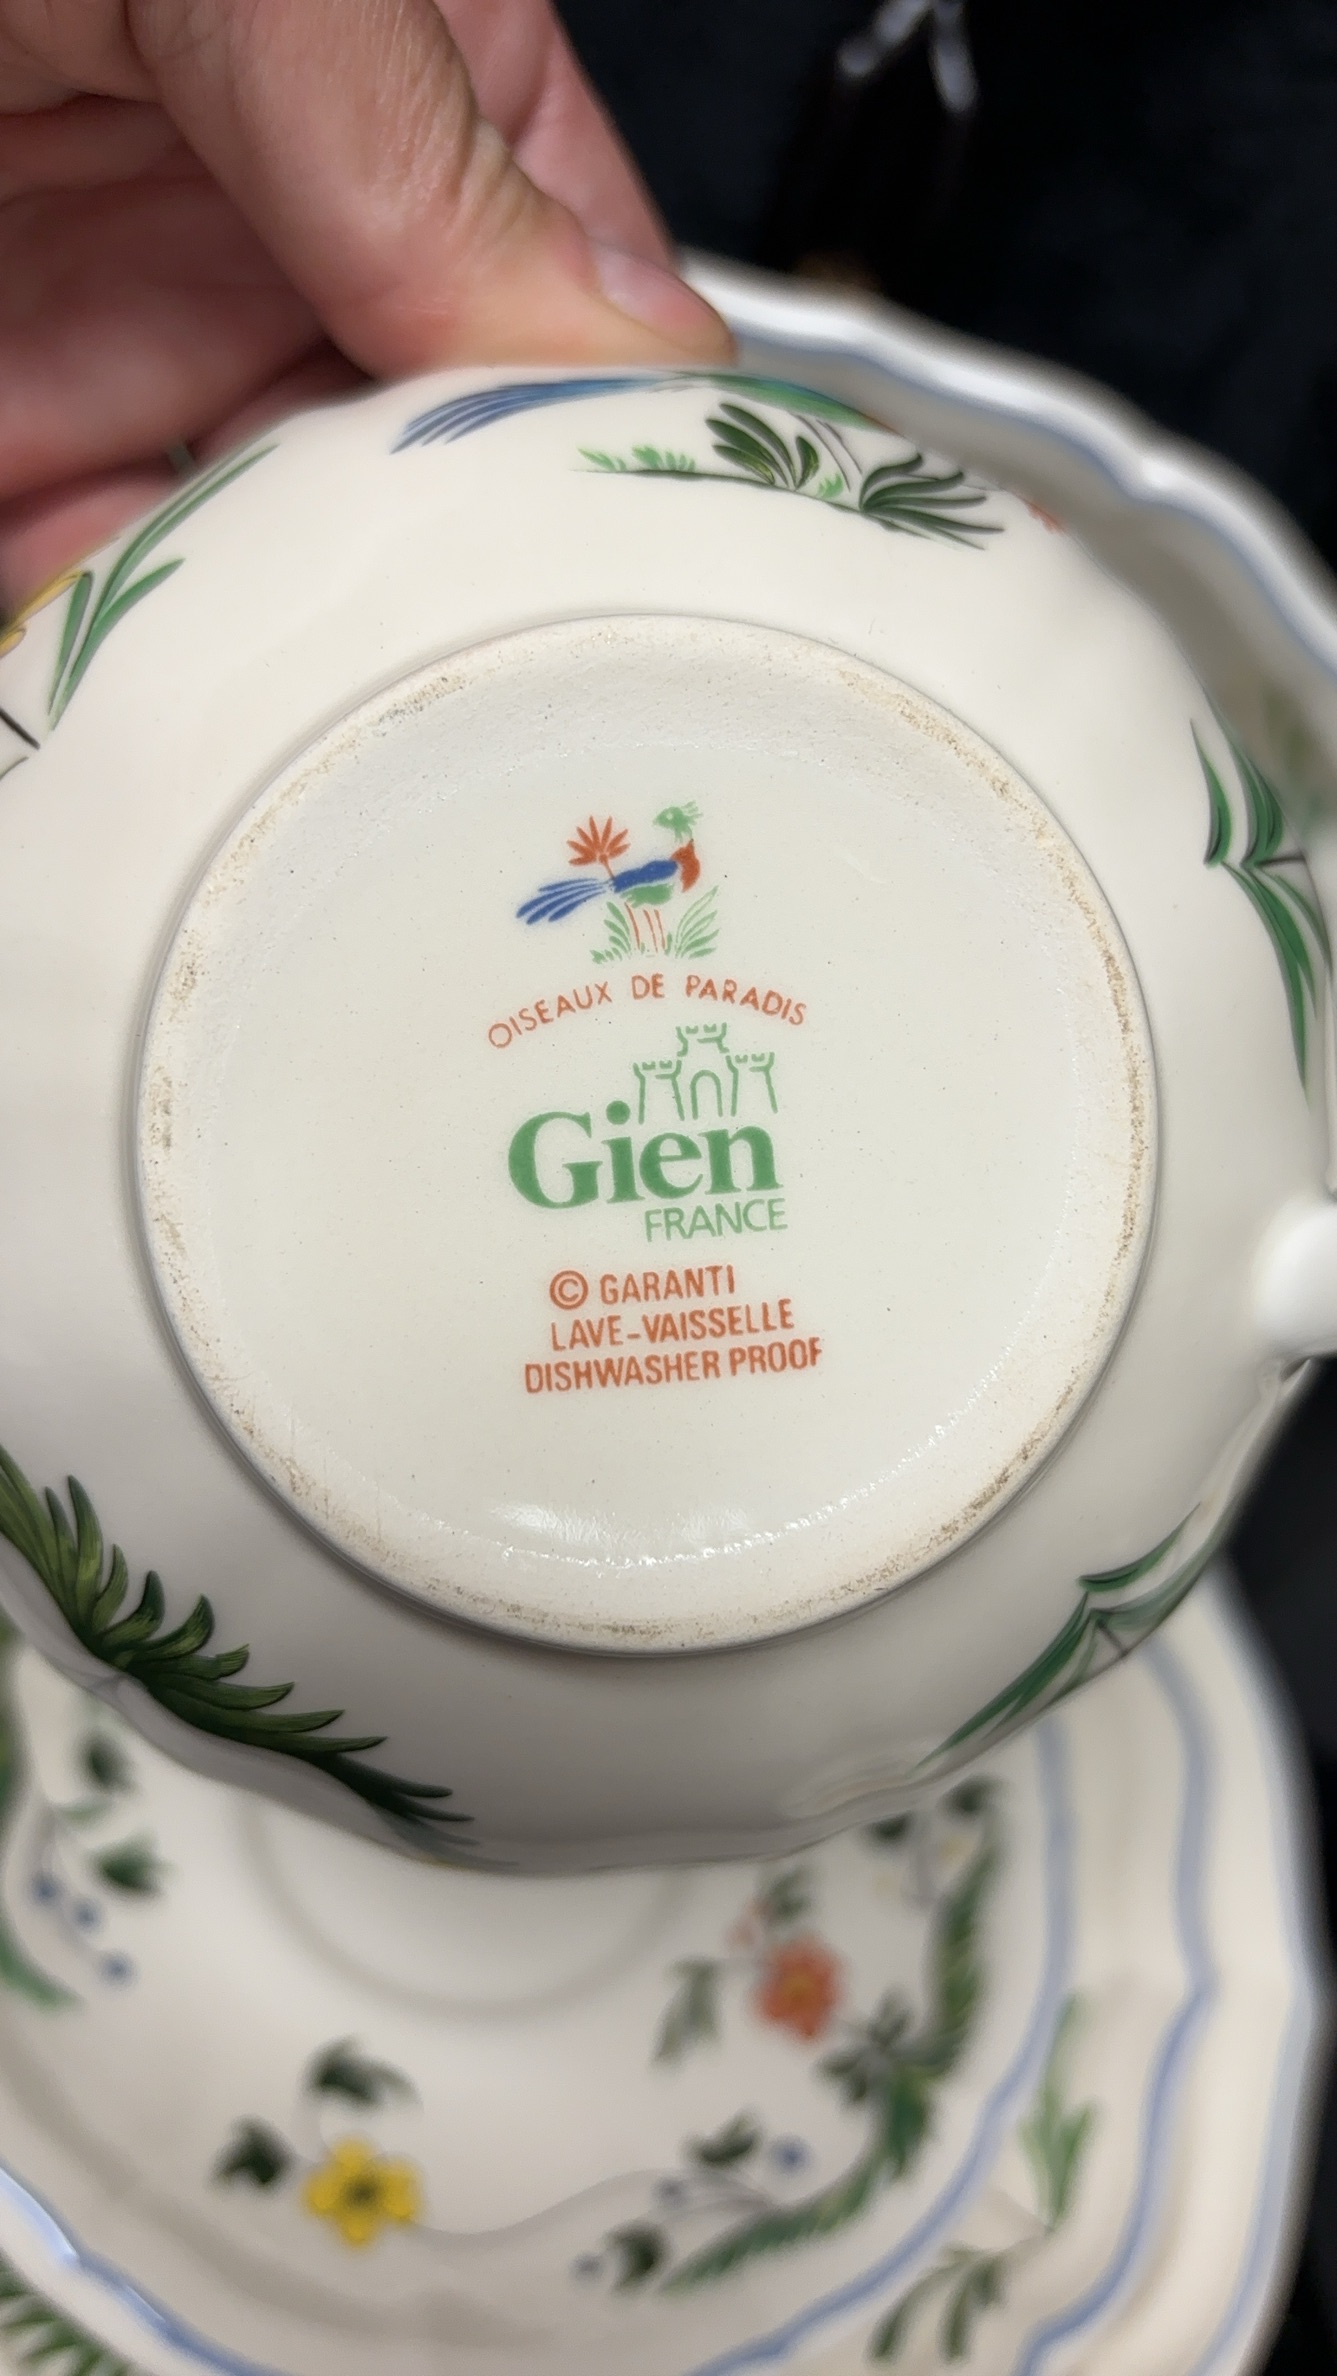 OISEAUX DE PARADIS
Gien
FRANCE
© GARANTI
LAVE-VAISSELLE
DISHWASHER PROOF